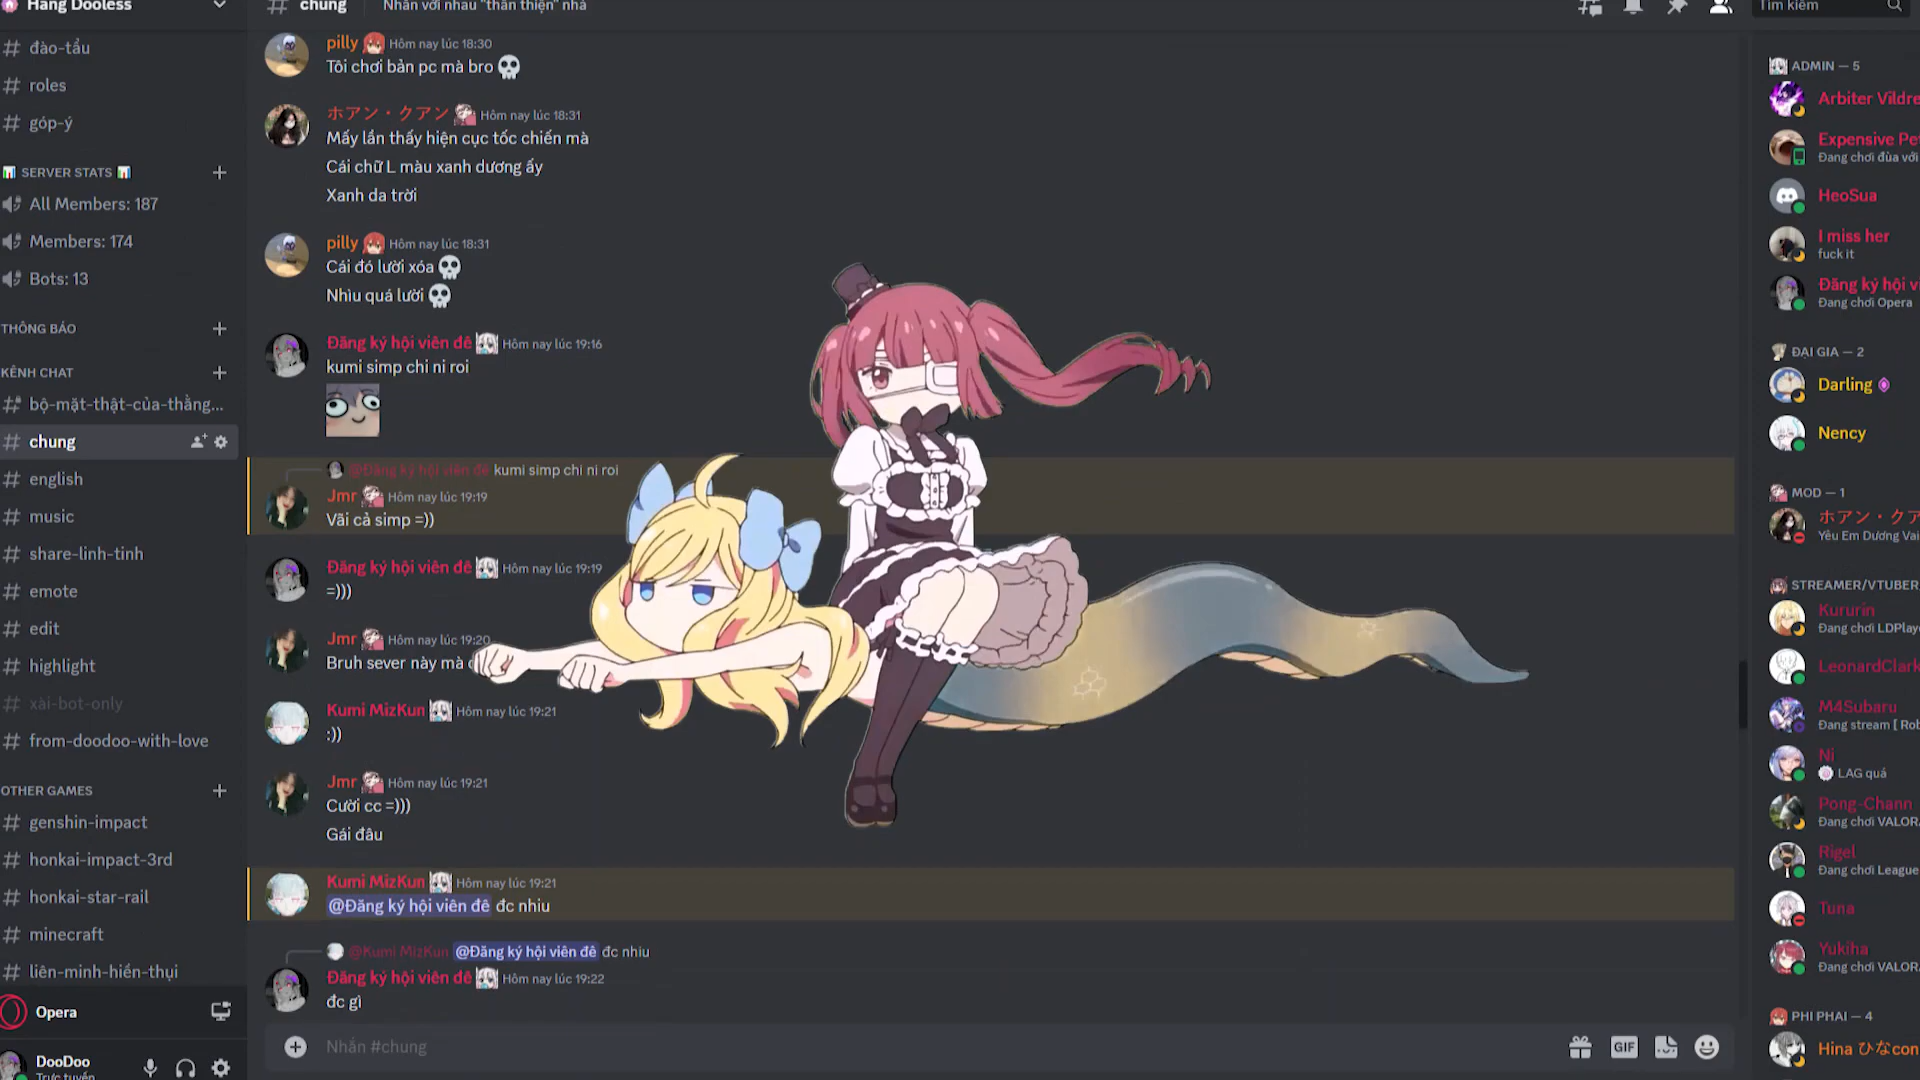 Hang Dooless
đào-tẩu
roles
góp-ý
SERVER STATS
All Members: 187
Members: 174
Bots: 13
THÔNG BÁO
KÊNH CHAT
bộ-mặt-thật-của-thằng...
chung
english
music
share-linh-tinh
emote
edit
highlight
xài-bot-only
from-doodoo-with-love
OTHER GAMES
genshin-impact
honkai-impact-3rd
honkai-star-rail
minecraft
liên-minh-hiền-thụi
Opera
DooDoo
Trực tuyến
chung
Nhắn với nhau "thân thiện" nhá
pilly Hôm nay lúc 18:30
Tôi chơi bản pc mà bro
ホアン・クアン Hôm nay lúc 18:31
Mấy lần thấy hiện cục tốc chiến mà
Cái chữ L màu xanh dương ấy
Xanh da trời
pilly Hôm nay lúc 18:31
Cái đó lười xóa
Nhìu quá lười
Đăng ký hội viên đê Hôm nay lúc 19:16
kumi simp chi ni roi
@Đăng ký hội viên đê kumi simp chi ni roi
Jmr Hôm nay lúc 19:19
Vãi cả simp =))
Đăng ký hội viên đê Hôm nay lúc 19:19
=)))
Jmr Hôm nay lúc 19:20
Bruh sever này mà
Kumi MizKun Hôm nay lúc 19:21
:))
Jmr Hôm nay lúc 19:21
Cười cc =)))
Gái đâu
Kumi MizKun Hôm nay lúc 19:21
@Đăng ký hội viên đê đc nhiu
@Kumi MizKun @Đăng ký hội viên đê đc nhiu
Đăng ký hội viên đê Hôm nay lúc 19:22
đc gì
Nhắn #chung
GIF
Tìm kiếm
ADMIN — 5
Arbiter Vildre
Expensive Pe
Đang chơi đùa với
HeoSua
I miss her
fuck it
Đăng ký hội vi
Đang chơi Opera
ĐẠI GIA — 2
Darling
Nency
MOD — 1
ホアン・クア
Yêu Em Dương Vai
STREAMER/VTUBER
Kururin
Đang chơi LDPlaye
LeonardClark
M4Subaru
Đang stream [ Rob
Ni
LAG quá
Pong-Chann
Đang chơi VALOR
Rigel
Đang chơi League
Tuna
Yukiha
Đang chơi VALOR
PHI PHAI — 4
Hina ひなcon